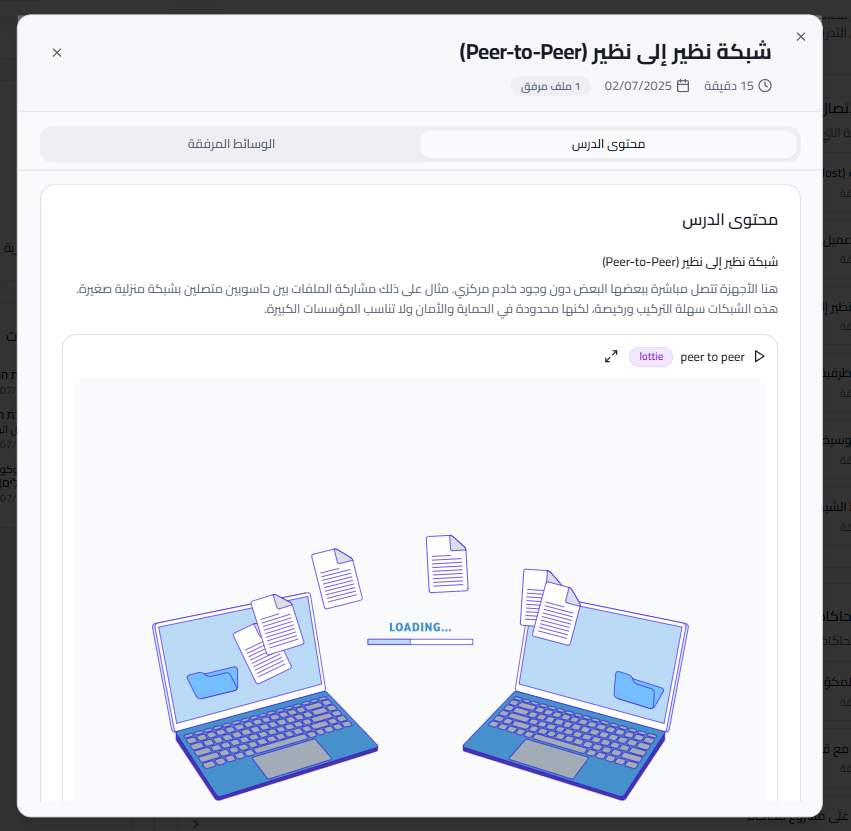 شبكة نظير إلى نظير (Peer-to-Peer)
15 دقيقة 02/07/2025 1 ملف مرفق
محتوى الدرس
الوسائط المرفقة
محتوى الدرس
شبكة نظير إلى نظير (Peer-to-Peer)
هنا الأجهزة تتصل مباشرة ببعضها البعض دون وجود خادم مركزي. مثال على ذلك مشاركة الملفات بين حاسوبين متصلين بشبكة منزلية صغيرة.
هذه الشبكات سهلة التركيب ورخيصة، لكنها محدودة في الحماية والأمان ولا تناسب المؤسسات الكبيرة.
peer to peer lottie
LOADING...